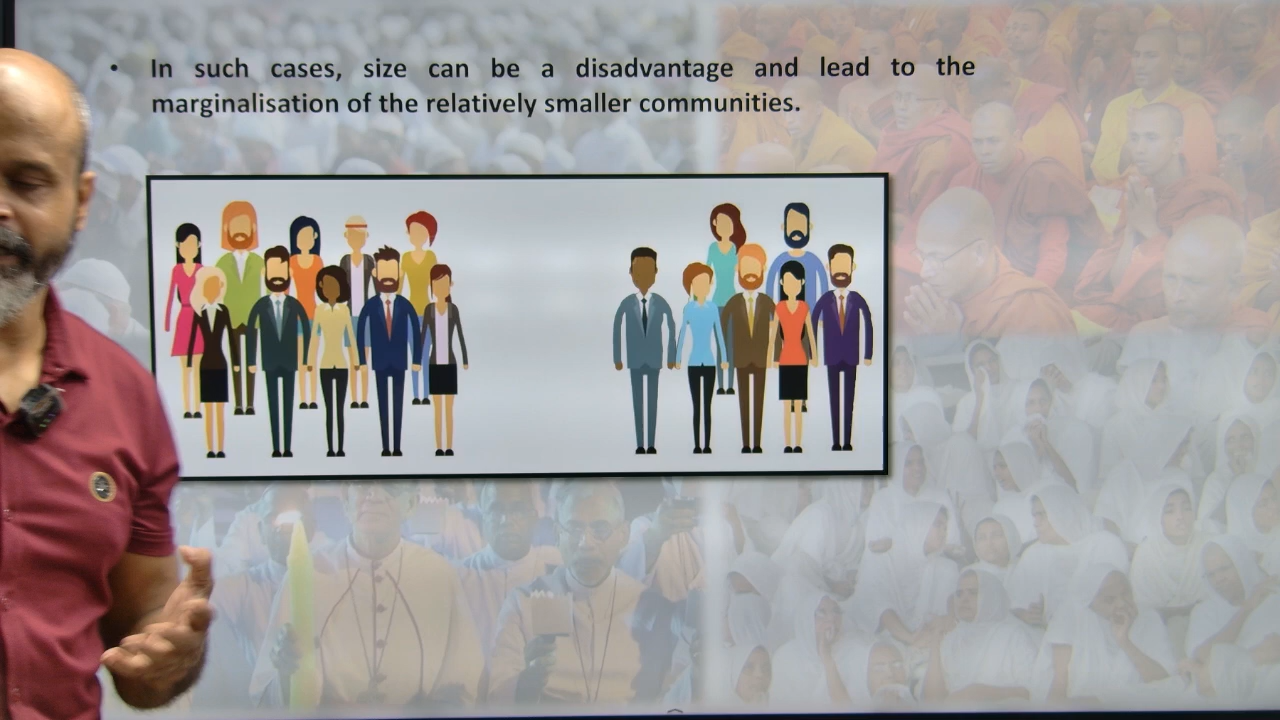 • In such cases, size can be a disadvantage and lead to the
marginalisation of the relatively smaller communities.